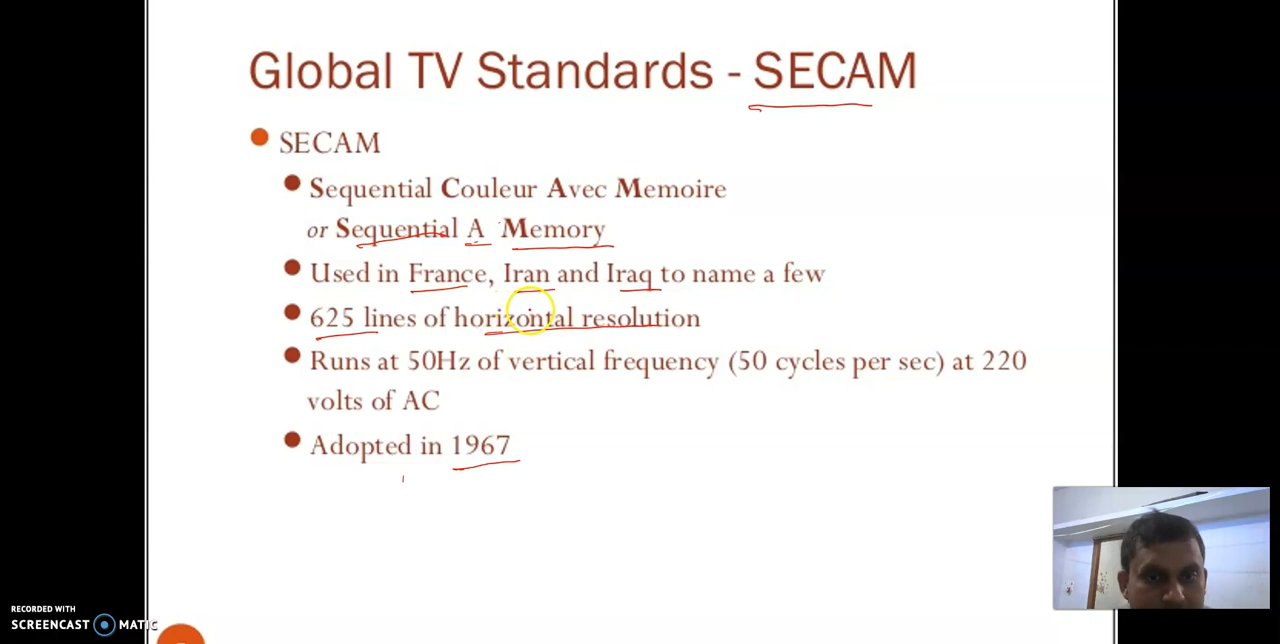 Global TV Standards - SECAM
SECAM
Sequential Couleur Avec Memoire
or Sequential A Memory
Used in France, Iran and Iraq to name a few
625 lines of horizontal resolution
Runs at 50Hz of vertical frequency (50 cycles per sec) at 220
volts of AC
Adopted in 1967
RECORDED WITH
SCREENCAST MATIC